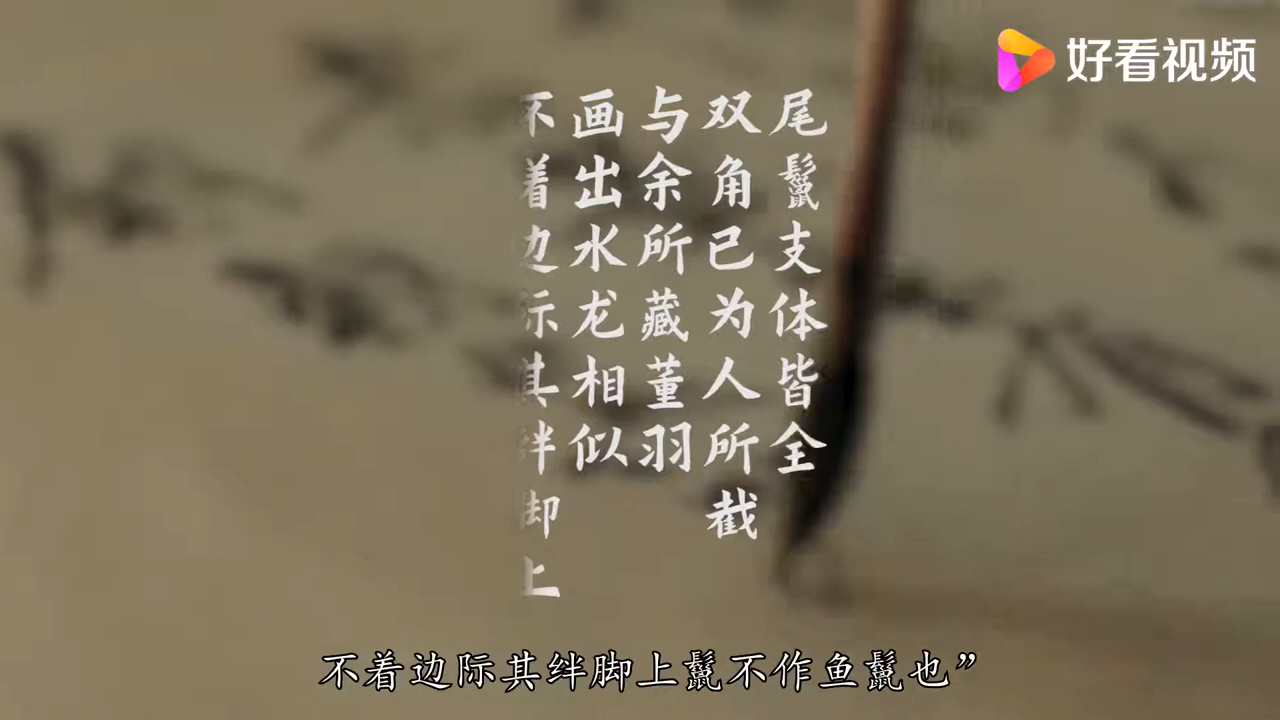 好看视频
尾鬣支体皆全
双角已为人所截
与余所藏董羽
画出水龙相似
不着边际其绊脚上
不着边际其绊脚上鬣不作鱼鬣也”